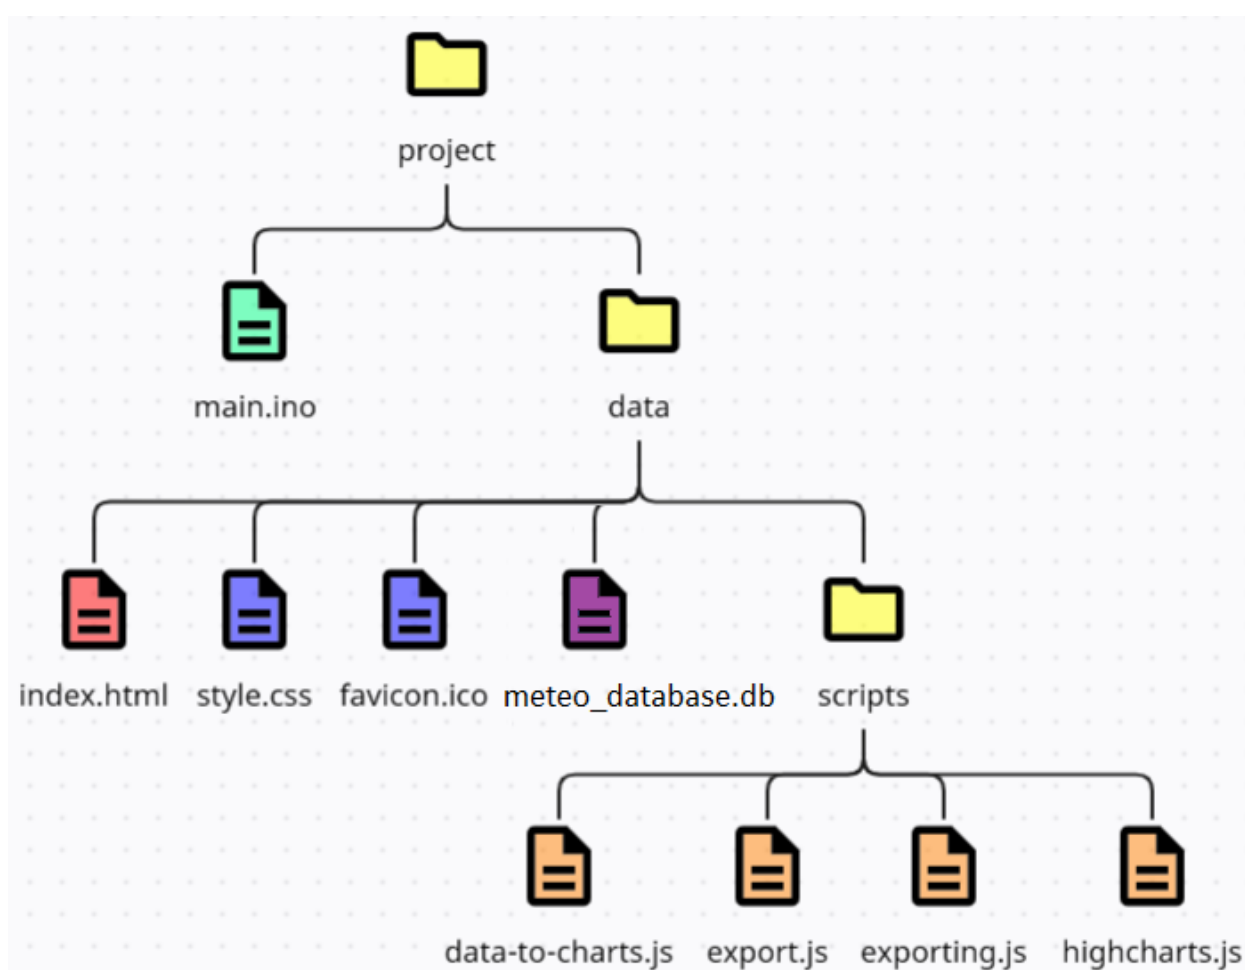 project
main.ino
data
index.html
style.css
favicon.ico
meteo_database.db
scripts
data-to-charts.js
export.js
exporting.js
highcharts.js